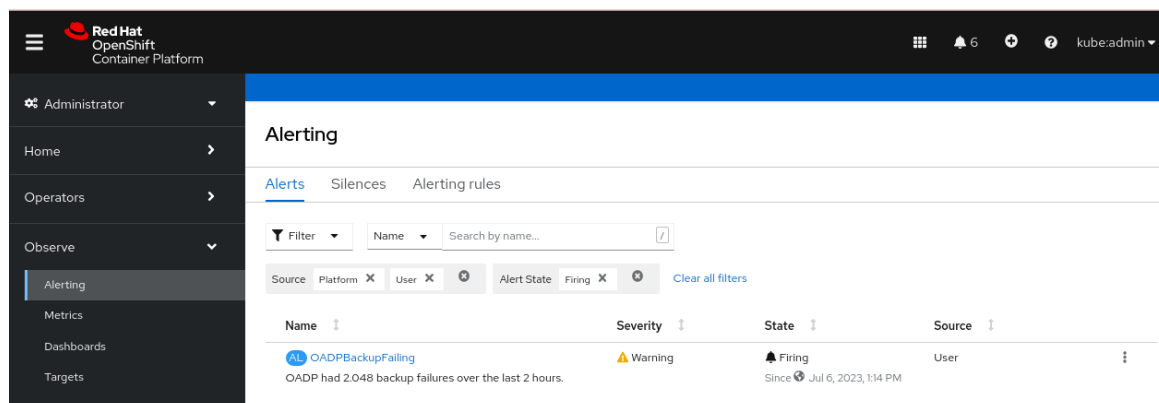 Red Hat
OpenShift
Container Platform
6
kube:admin
Administrator
Home
Operators
Observe
Alerting
Metrics
Dashboards
Targets
Alerting
Alerts Silences Alerting rules
Filter Name Search by name... /
Source Platform User Alert State Firing Clear all filters
Name Severity State Source
AL OADPBackupFailing Warning Firing User
OADP had 2.048 backup failures over the last 2 hours. Since Jul 6, 2023, 1:14 PM